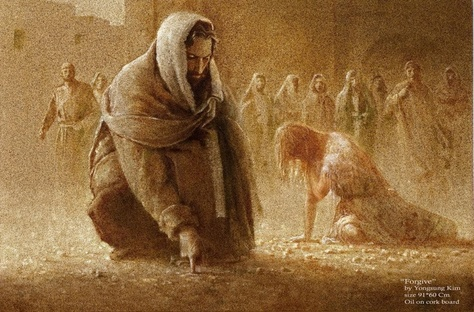 "Forgive"
by Yongsung Kim
size 91*60 Cm.
Oil on cork board